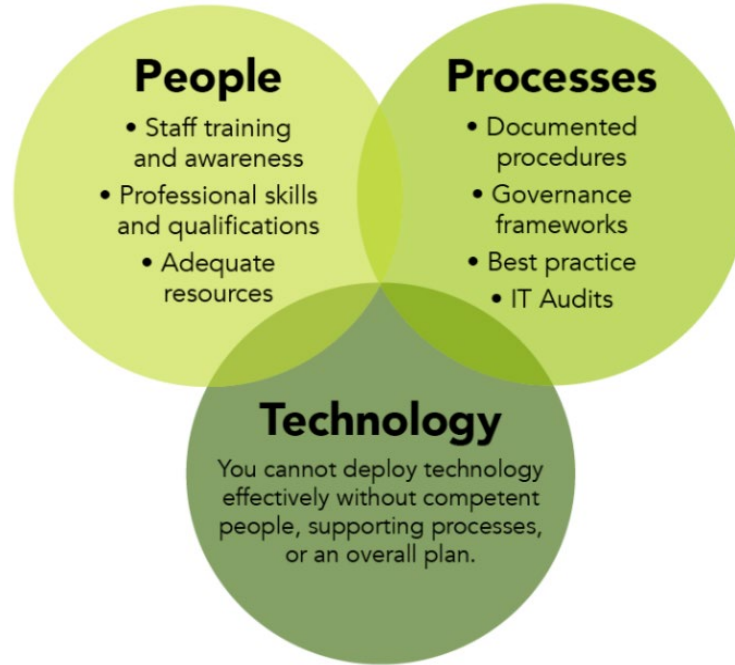 People
• Staff training
and awareness
• Professional skills
and qualifications
• Adequate
resources
Processes
• Documented
procedures
• Governance
frameworks
• Best practice
• IT Audits
Technology
You cannot deploy technology
effectively without competent
people, supporting processes,
or an overall plan.